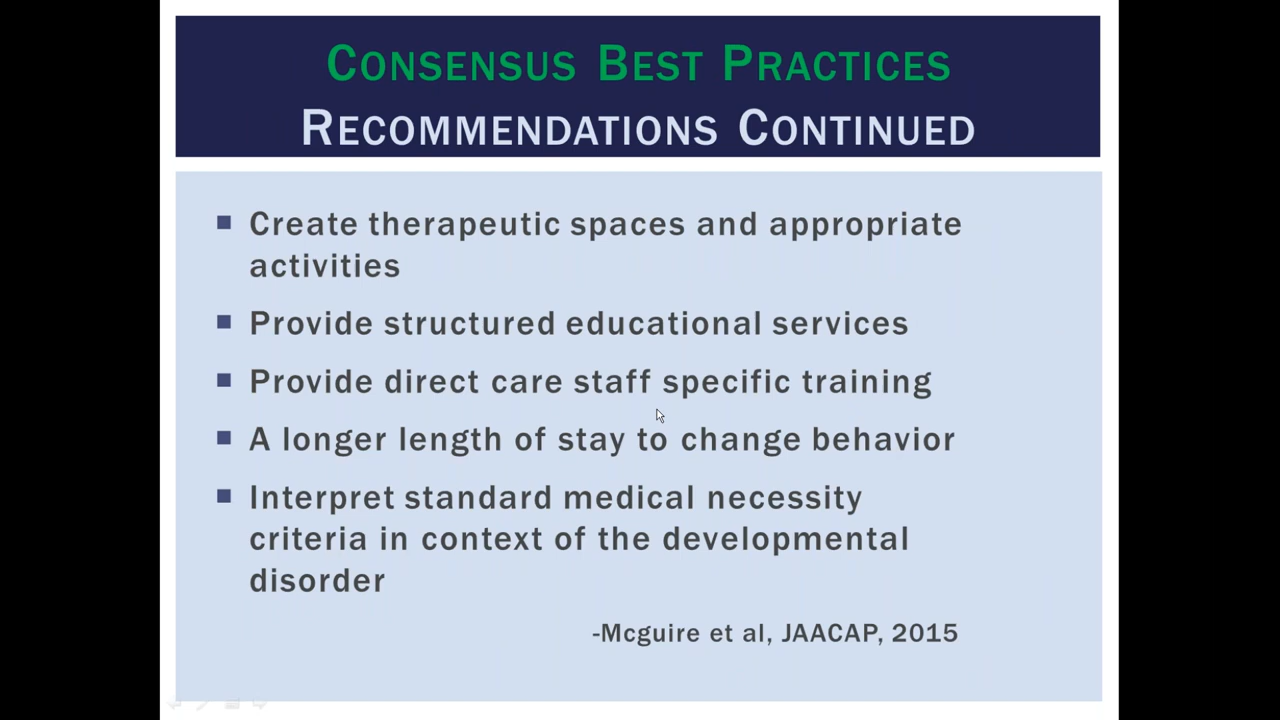 Consensus Best Practices
Recommendations Continued
Create therapeutic spaces and appropriate
activities
Provide structured educational services
Provide direct care staff specific training
A longer length of stay to change behavior
Interpret standard medical necessity
criteria in context of the developmental
disorder
-Mcguire et al, JAACAP, 2015